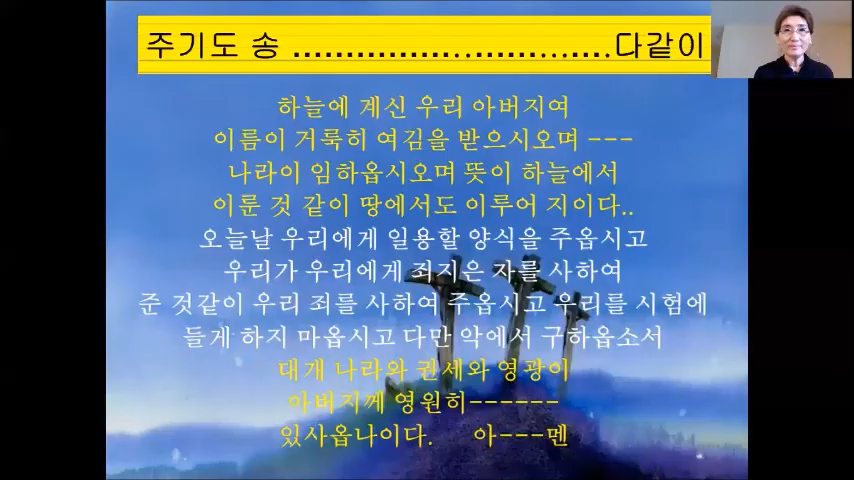 주기도 송 .................................다같이
하늘에 계신 우리 아버지여
이름이 거룩히 여김을 받으시오며 ---
나라이 임하옵시오며 뜻이 하늘에서
이룬 것 같이 땅에서도 이루어 지이다..
오늘날 우리에게 일용할 양식을 주옵시고
우리가 우리에게 죄지은 자를 사하여
준 것같이 우리 죄를 사하여 주옵시고 우리를 시험에
들게 하지 마옵시고 다만 악에서 구하옵소서
대개 나라와 권세와 영광이
아버지께 영원히------
있사옵나이다. 아---멘